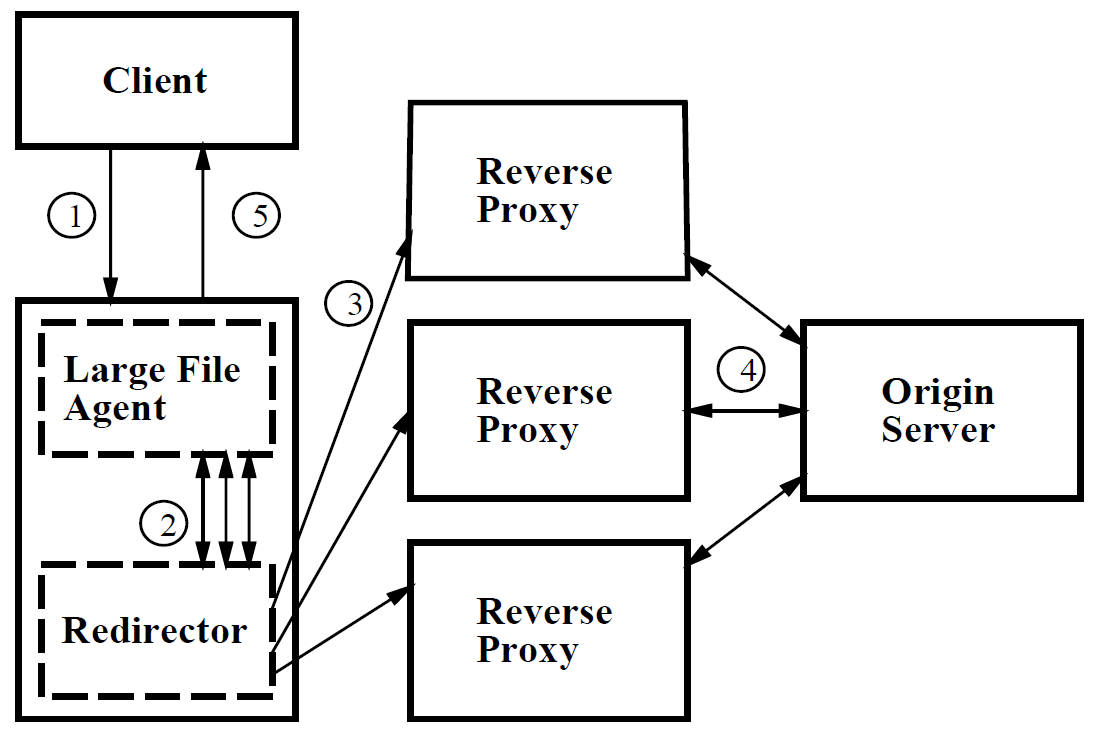 Client
1
5
Large File
Agent
2
Redirector
3
Reverse
Proxy
Reverse
Proxy
Reverse
Proxy
4
Origin
Server